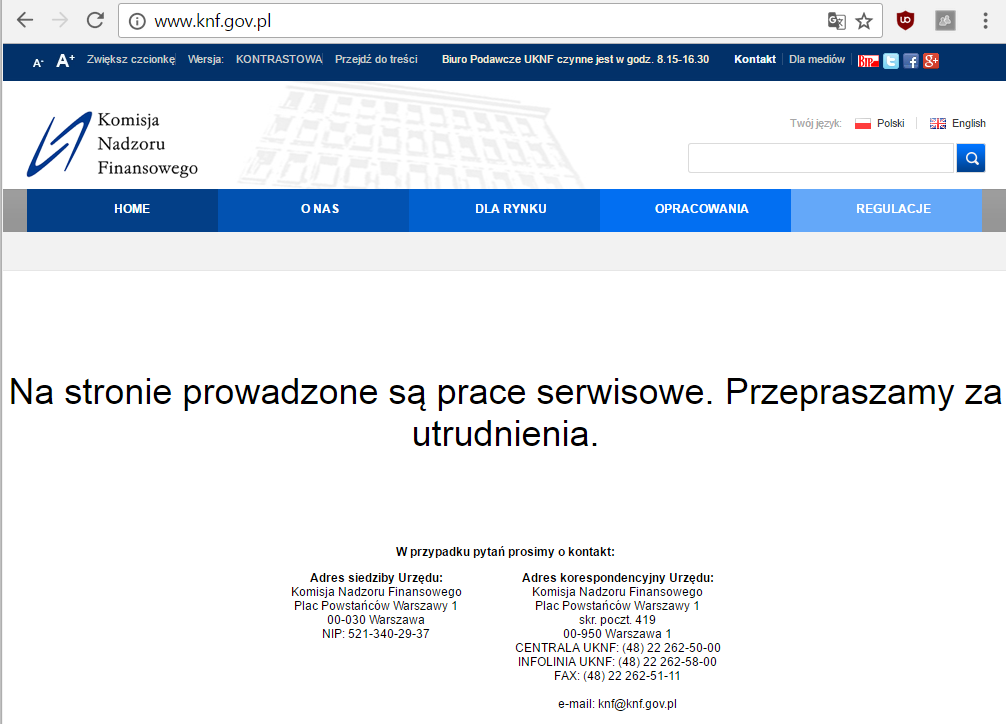 www.knf.gov.pl
A- A+ Zwiększ czcionkę Wersja: KONTRASTOWA Przejdź do treści Biuro Podawcze UKNF czynne jest w godz. 8.15-16.30 Kontakt Dla mediów
Komisja
Nadzoru
Finansowego
Twój język: Polski English
HOME O NAS DLA RYNKU OPRACOWANIA REGULACJE
Na stronie prowadzone są prace serwisowe. Przepraszamy za
utrudnienia.
W przypadku pytań prosimy o kontakt:
Adres siedziby Urzędu:
Komisja Nadzoru Finansowego
Plac Powstańców Warszawy 1
00-030 Warszawa
NIP: 521-340-29-37
Adres korespondencyjny Urzędu:
Komisja Nadzoru Finansowego
Plac Powstańców Warszawy 1
skr. poczt. 419
00-950 Warszawa 1
CENTRALA UKNF: (48) 22 262-50-00
INFOLINIA UKNF: (48) 22 262-58-00
FAX: (48) 22 262-51-11
e-mail: knf@knf.gov.pl